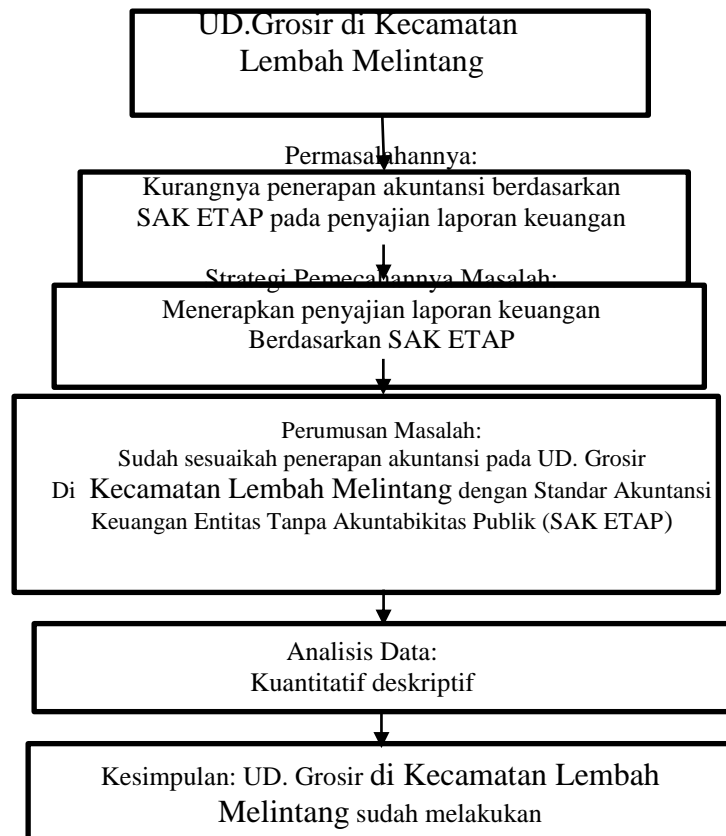 UD.Grosir di Kecamatan
Lembah Melintang
Permasalahannya:
Kurangnya penerapan akuntansi berdasarkan
SAK ETAP pada penyajian laporan keuangan
Strategi Pemecahannya Masalah:
Menerapkan penyajian laporan keuangan
Berdasarkan SAK ETAP
Perumusan Masalah:
Sudah sesuaikah penerapan akuntansi pada UD. Grosir
Di Kecamatan Lembah Melintang dengan Standar Akuntansi
Keuangan Entitas Tanpa Akuntabikitas Publik (SAK ETAP)
Analisis Data:
Kuantitatif deskriptif
Kesimpulan: UD. Grosir di Kecamatan Lembah
Melintang sudah melakukan